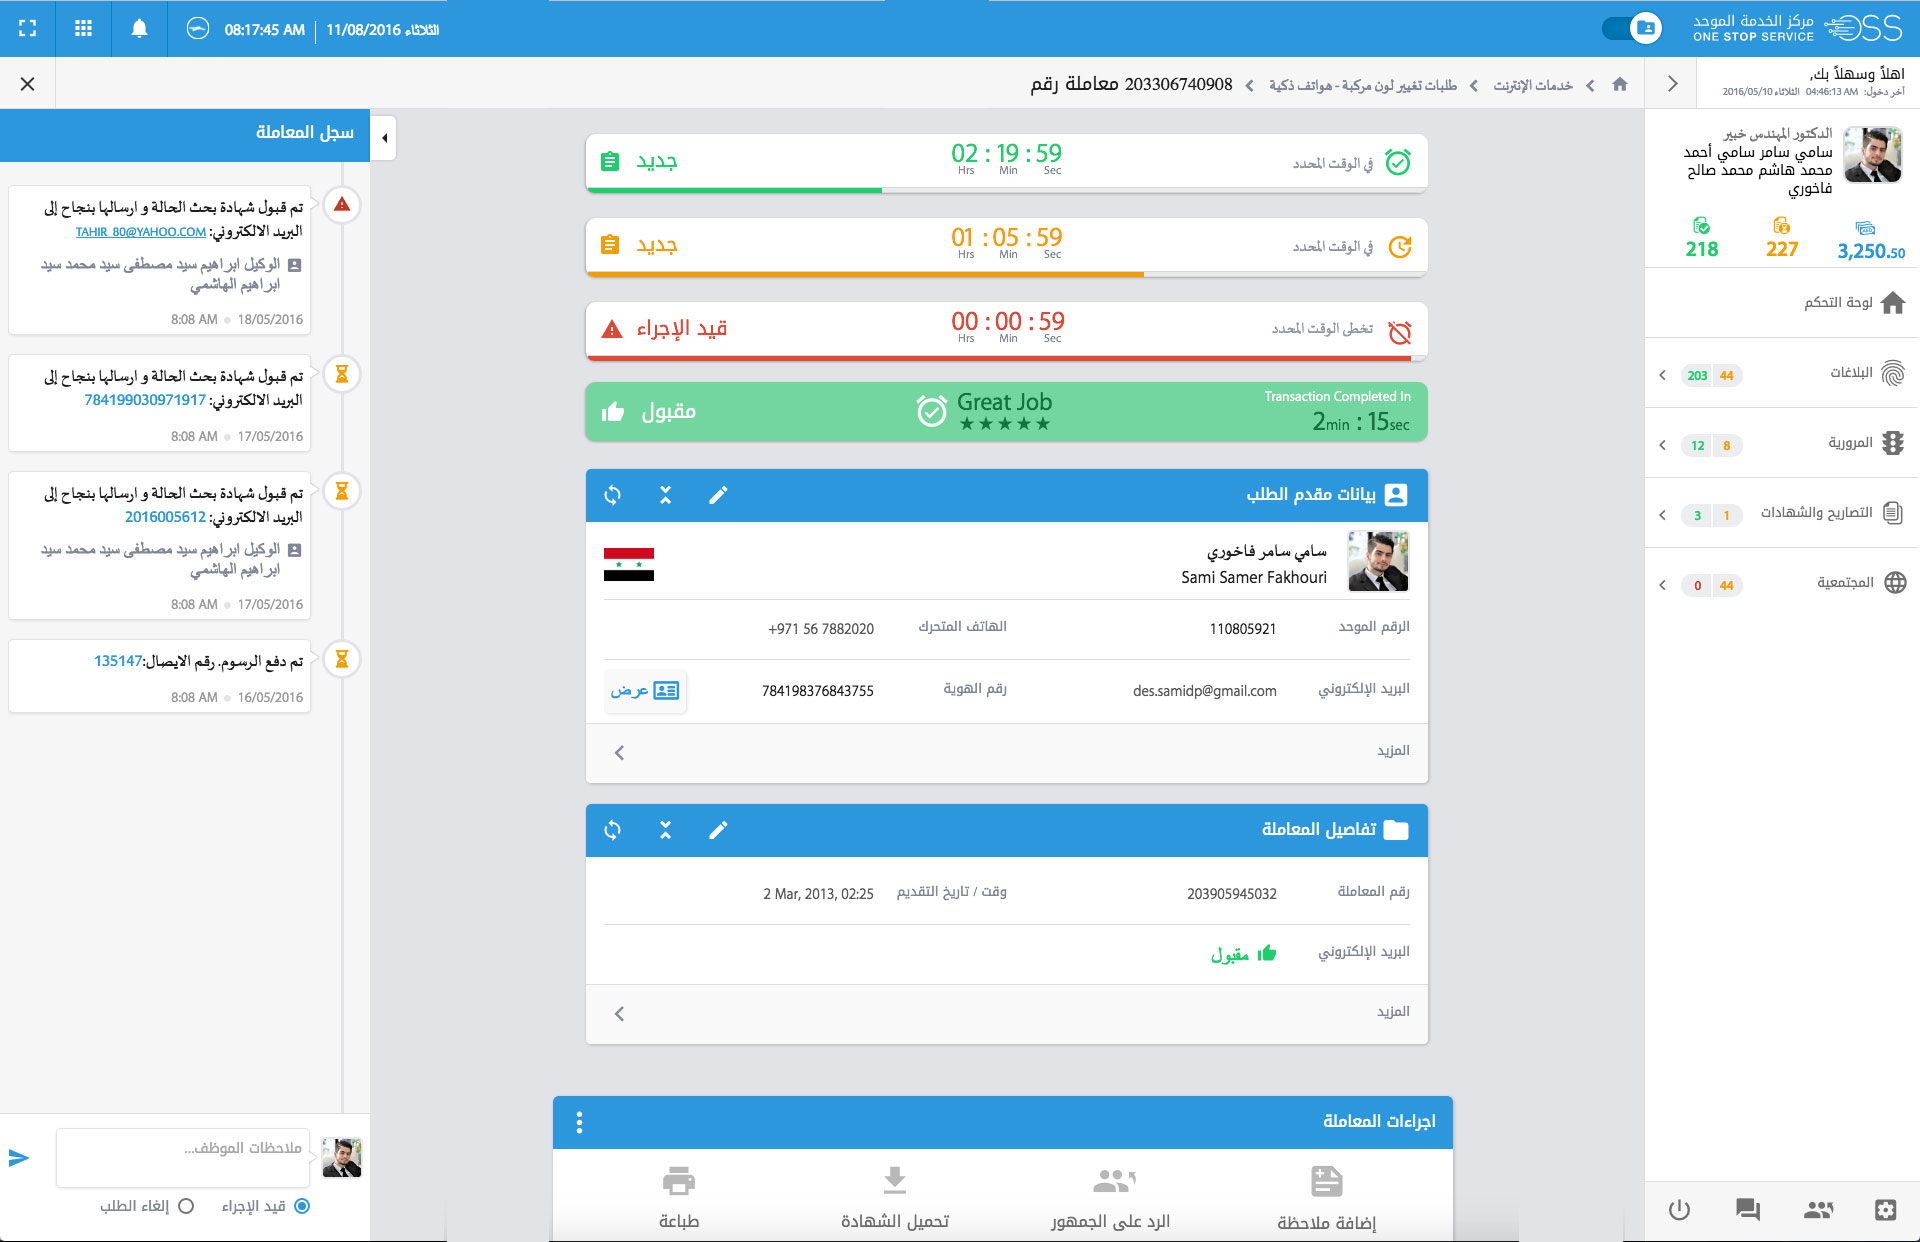 08:17:45 AM
الثلاثاء 11/08/2016
مركز الخدمة الموحد
ONE STOP SERVICE
OSS
اهلاً وسهلاً بك,
آخر دخول: 04:46:13 AM الثلاثاء 2016/05/10
خدمات الإنترنت
طلبات تغيير لون مركبة - هواتف ذكية
معاملة رقم 203306740908
الدكتور المهندس خبير
سامي سامر سامي أحمد
محمد هاشم محمد صالح
فاخوري
3,250.50
227
218
لوحة التحكم
البلاغات
44 203
المرورية
8 12
التصاريح والشهادات
1 3
المجتمعية
44 0
في الوقت المحدد
02 : 19 : 59
Hrs Min Sec
جديد
في الوقت المحدد
01 : 05 : 59
Hrs Min Sec
جديد
تخطى الوقت المحدد
00 : 00 : 59
Hrs Min Sec
قيد الإجراء
Transaction Completed In
2min : 15sec
Great Job
مقبول
بيانات مقدم الطلب
سامي سامر فاخوري
Sami Samer Fakhouri
الرقم الموحد
110805921
الهاتف المتحرك
+971 56 7882020
البريد الإلكتروني
des.samidp@gmail.com
رقم الهوية
784198376843755
عرض
المزيد
تفاصيل المعاملة
رقم المعاملة
203905945032
وقت / تاريخ التقديم
2 Mar, 2013, 02:25
البريد الإلكتروني
مقبول
المزيد
اجراءات المعاملة
إضافة ملاحظة
الرد على الجمهور
تحميل الشهادة
طباعة
سجل المعاملة
تم قبول شهادة بحث الحالة و ارسالها بنجاح إلى
البريد الالكتروني: TAHIR_80@YAHOO.COM
الوكيل ابراهيم سيد مصطفى سيد محمد سيد
ابراهيم الهاشمي
18/05/2016 8:08 AM
تم قبول شهادة بحث الحالة و ارسالها بنجاح إلى
البريد الالكتروني: 784199030971917
17/05/2016 8:08 AM
تم قبول شهادة بحث الحالة و ارسالها بنجاح إلى
البريد الالكتروني: 2016005612
الوكيل ابراهيم سيد مصطفى سيد محمد سيد
ابراهيم الهاشمي
17/05/2016 8:08 AM
تم دفع الرسوم. رقم الايصال:135147
16/05/2016 8:08 AM
ملاحظات الموظف...
قيد الإجراء
إلغاء الطلب